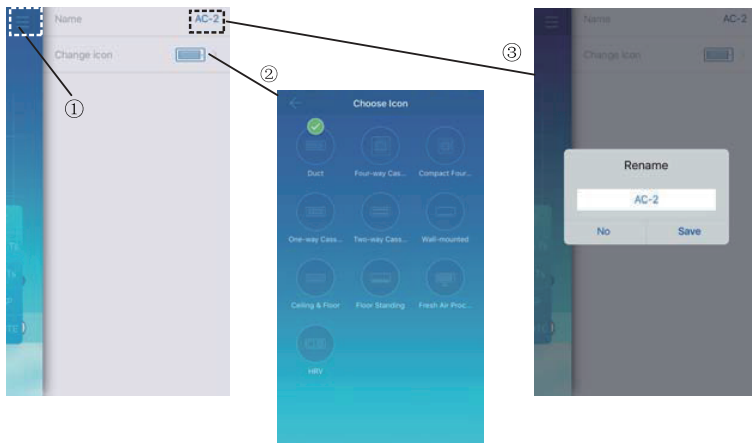 Name AC-2
Change icon
①
②
Choose Icon
Duct Four-way Cas... Compact Four...
One-way Cass... Two-way Cass... Wall-mounted
Ceiling & Floor Floor Standing Fresh Air Proc...
HRV
③
Name AC-2
Change icon
Rename
AC-2
No Save